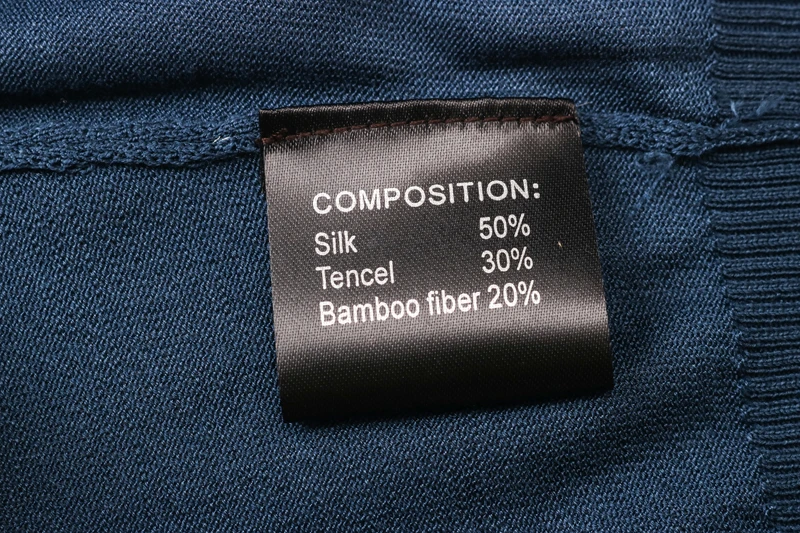 COMPOSITION:
Silk 50%
Tencel 30%
Bamboo fiber 20%